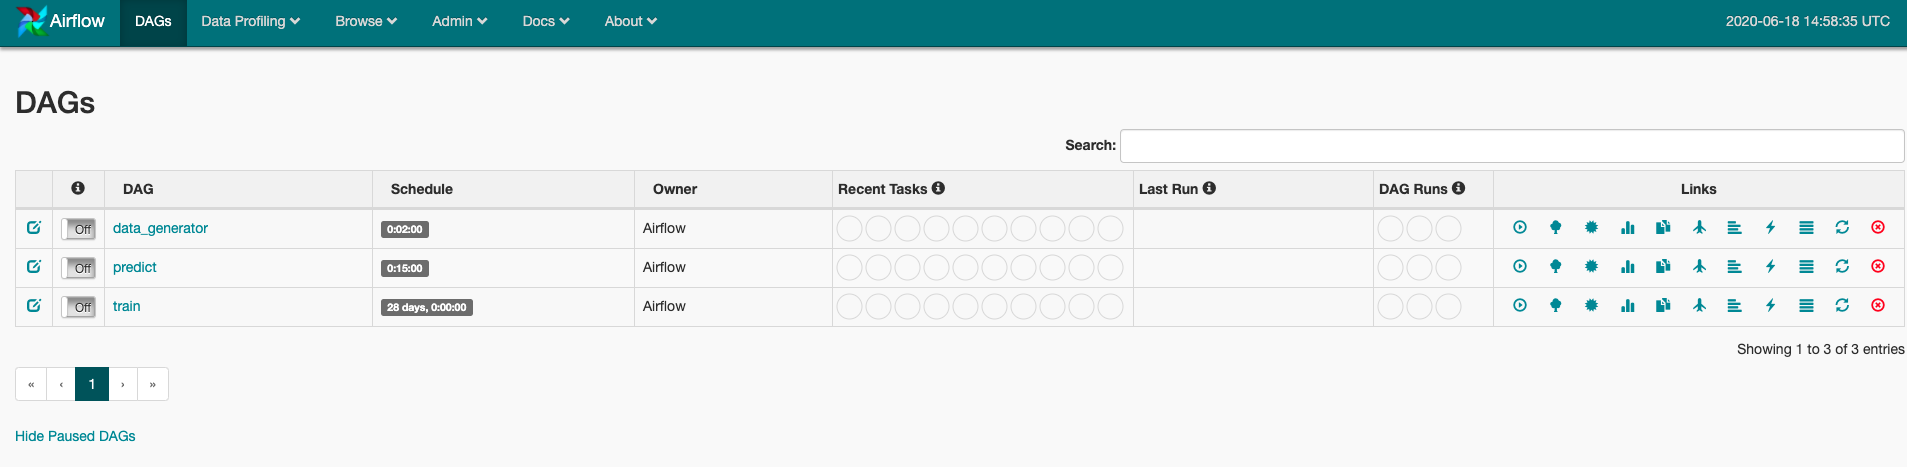 Airflow DAGs Data Profiling Browse Admin Docs About 2020-06-18 14:58:35 UTC
DAGs
Search:
DAG Schedule Owner Recent Tasks Last Run DAG Runs Links
Off data_generator 0:02:00 Airflow
Off predict 0:15:00 Airflow
Off train 28 days, 0:00:00 Airflow
Showing 1 to 3 of 3 entries
« ‹ 1 › »
Hide Paused DAGs